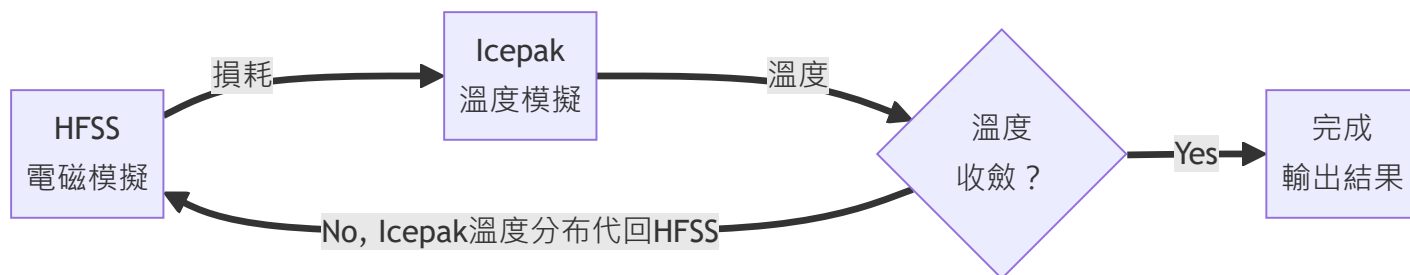 HFSS
電磁模擬
損耗
Icepak
溫度模擬
溫度
溫度
收斂？
Yes
完成
輸出結果
No, Icepak溫度分布代回HFSS